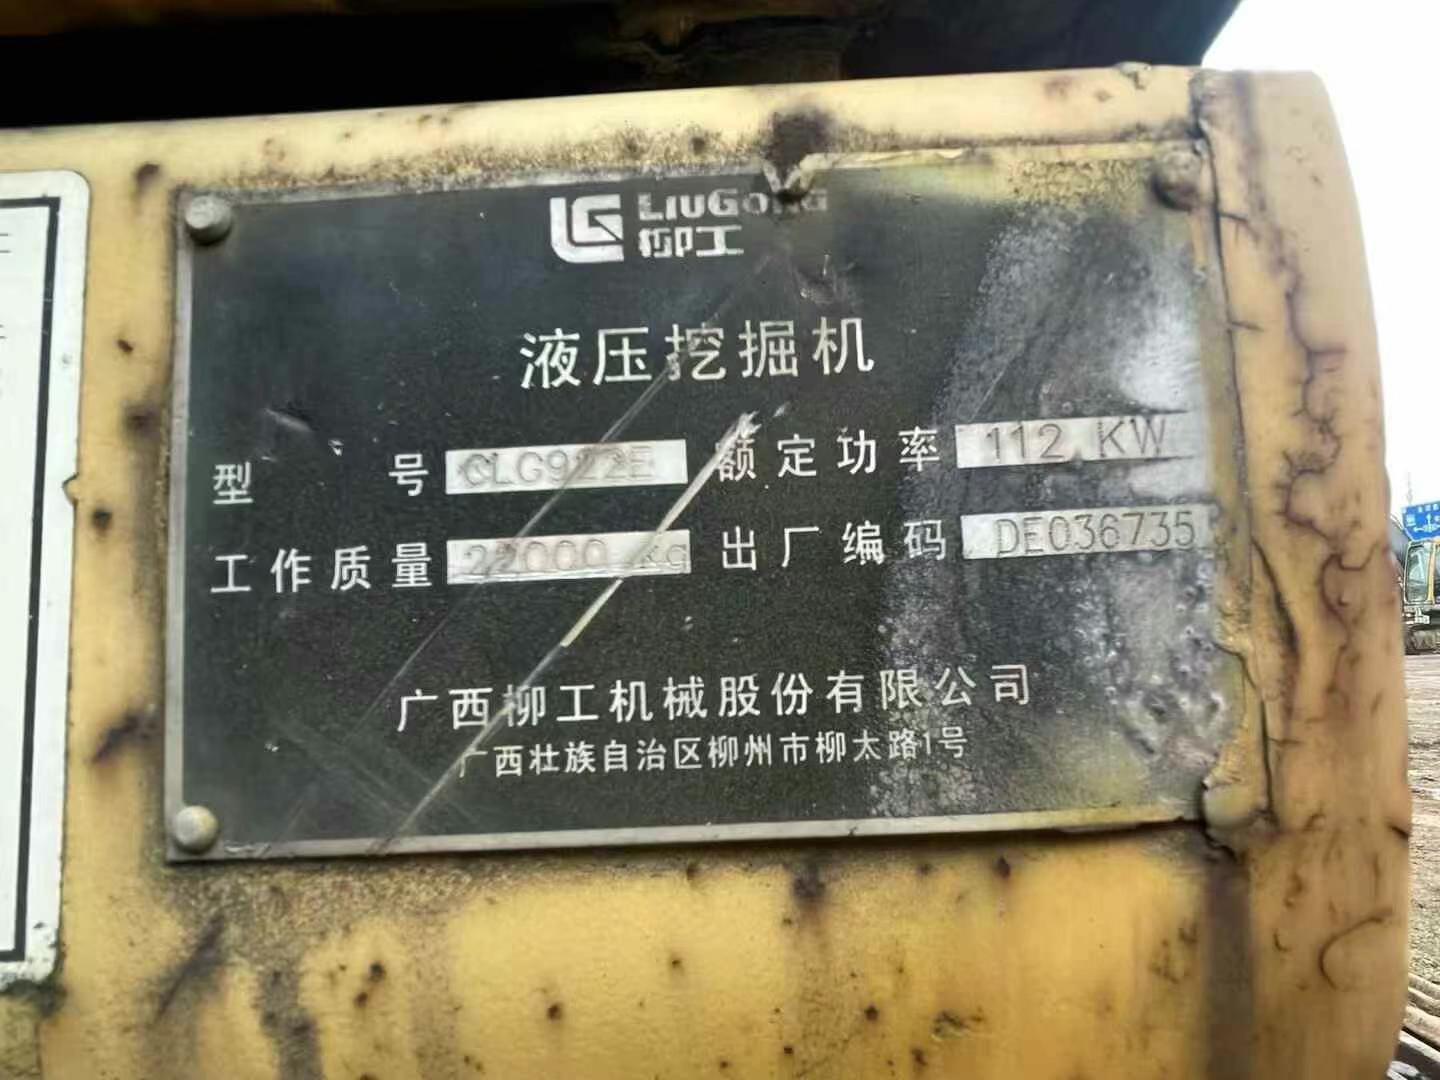 LIUGONG
柳工
液压挖掘机
型 号 CLG922E 额定功率 112 KW
工作质量 22000 kg 出厂编码 DE036735
广西柳工机械股份有限公司
广西壮族自治区柳州市柳太路1号